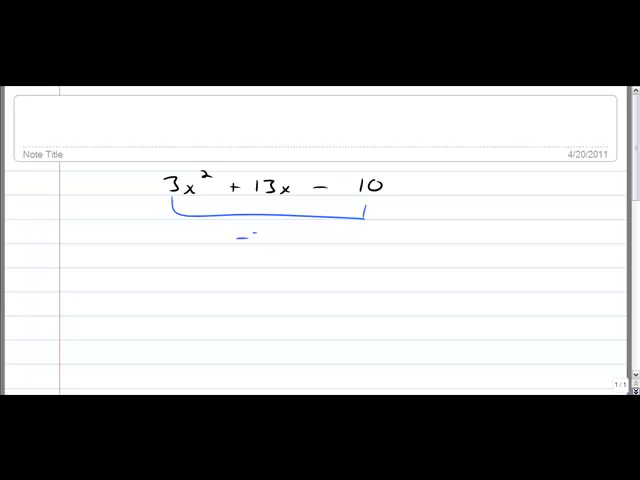 Note Title
4/20/2011
3x² + 13x - 10
1/1